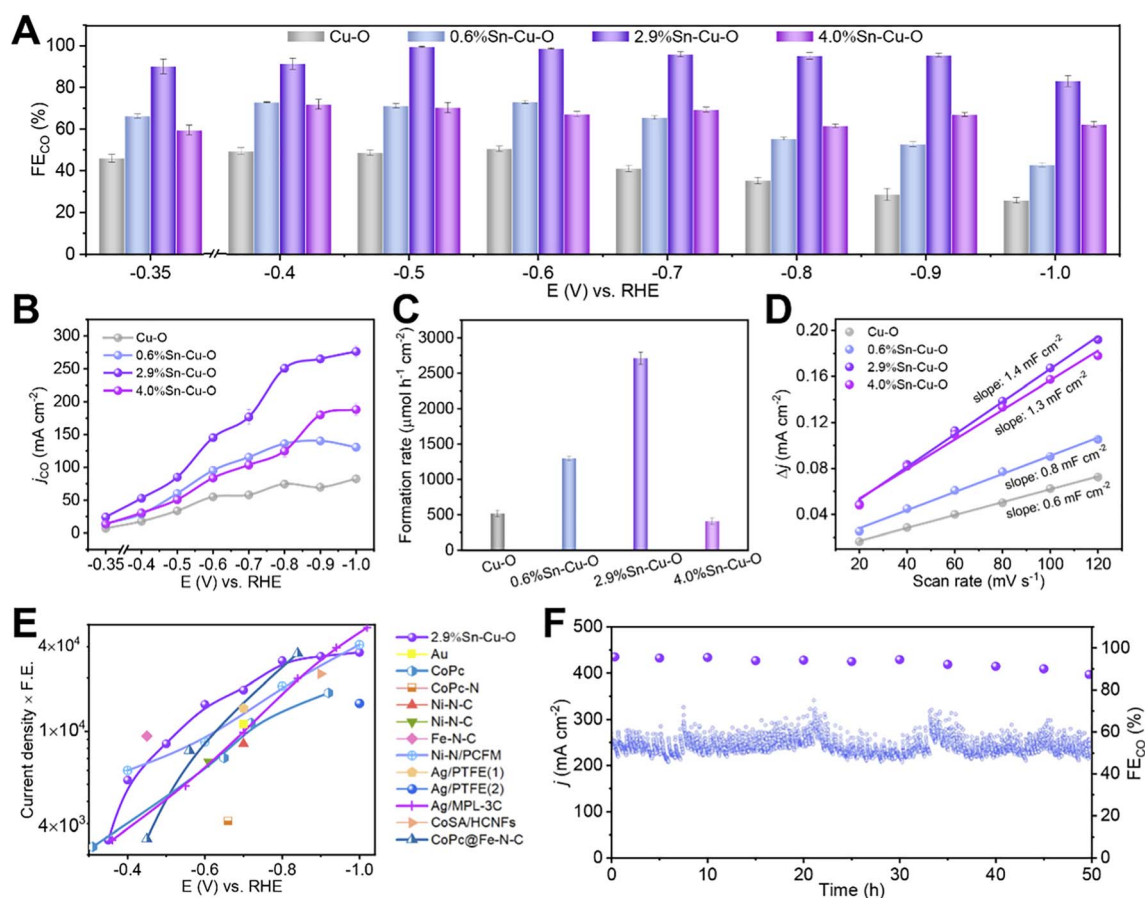 A
Cu-O 0.6%Sn-Cu-O 2.9%Sn-Cu-O 4.0%Sn-Cu-O
FECO (%)
100
80
60
40
20
0
-0.35 -0.4 -0.5 -0.6 -0.7 -0.8 -0.9 -1.0
E (V) vs. RHE
B
Cu-O
0.6%Sn-Cu-O
2.9%Sn-Cu-O
4.0%Sn-Cu-O
jCO (mA cm-2)
300
250
200
150
100
50
0
-0.35 -0.4 -0.5 -0.6 -0.7 -0.8 -0.9 -1.0
E (V) vs. RHE
C
Formation rate (μmol h-1 cm-2)
3000
2500
2000
1500
1000
500
0
Cu-O 0.6%Sn-Cu-O 2.9%Sn-Cu-O 4.0%Sn-Cu-O
D
Cu-O
0.6%Sn-Cu-O
2.9%Sn-Cu-O
4.0%Sn-Cu-O
slope: 1.4 mF cm-2
slope: 1.3 mF cm-2
slope: 0.8 mF cm-2
slope: 0.6 mF cm-2
Δj (mA cm-2)
0.20
0.16
0.12
0.08
0.04
20 40 60 80 100 120
Scan rate (mV s-1)
E
Current density × F.E.
4×104
1×104
4×103
-0.4 -0.6 -0.8 -1.0
E (V) vs. RHE
2.9%Sn-Cu-O
Au
CoPc
CoPc-N
Ni-N-C
Ni-N-C
Fe-N-C
Ni-N/PCFM
Ag/PTFE(1)
Ag/PTFE(2)
Ag/MPL-3C
CoSA/HCNFs
CoPc@Fe-N-C
F
j (mA cm-2)
500
450
400
350
300
250
200
150
100
50
0
0 10 20 30 40 50
Time (h)
100
80
60
40
20
0
FECO (%)